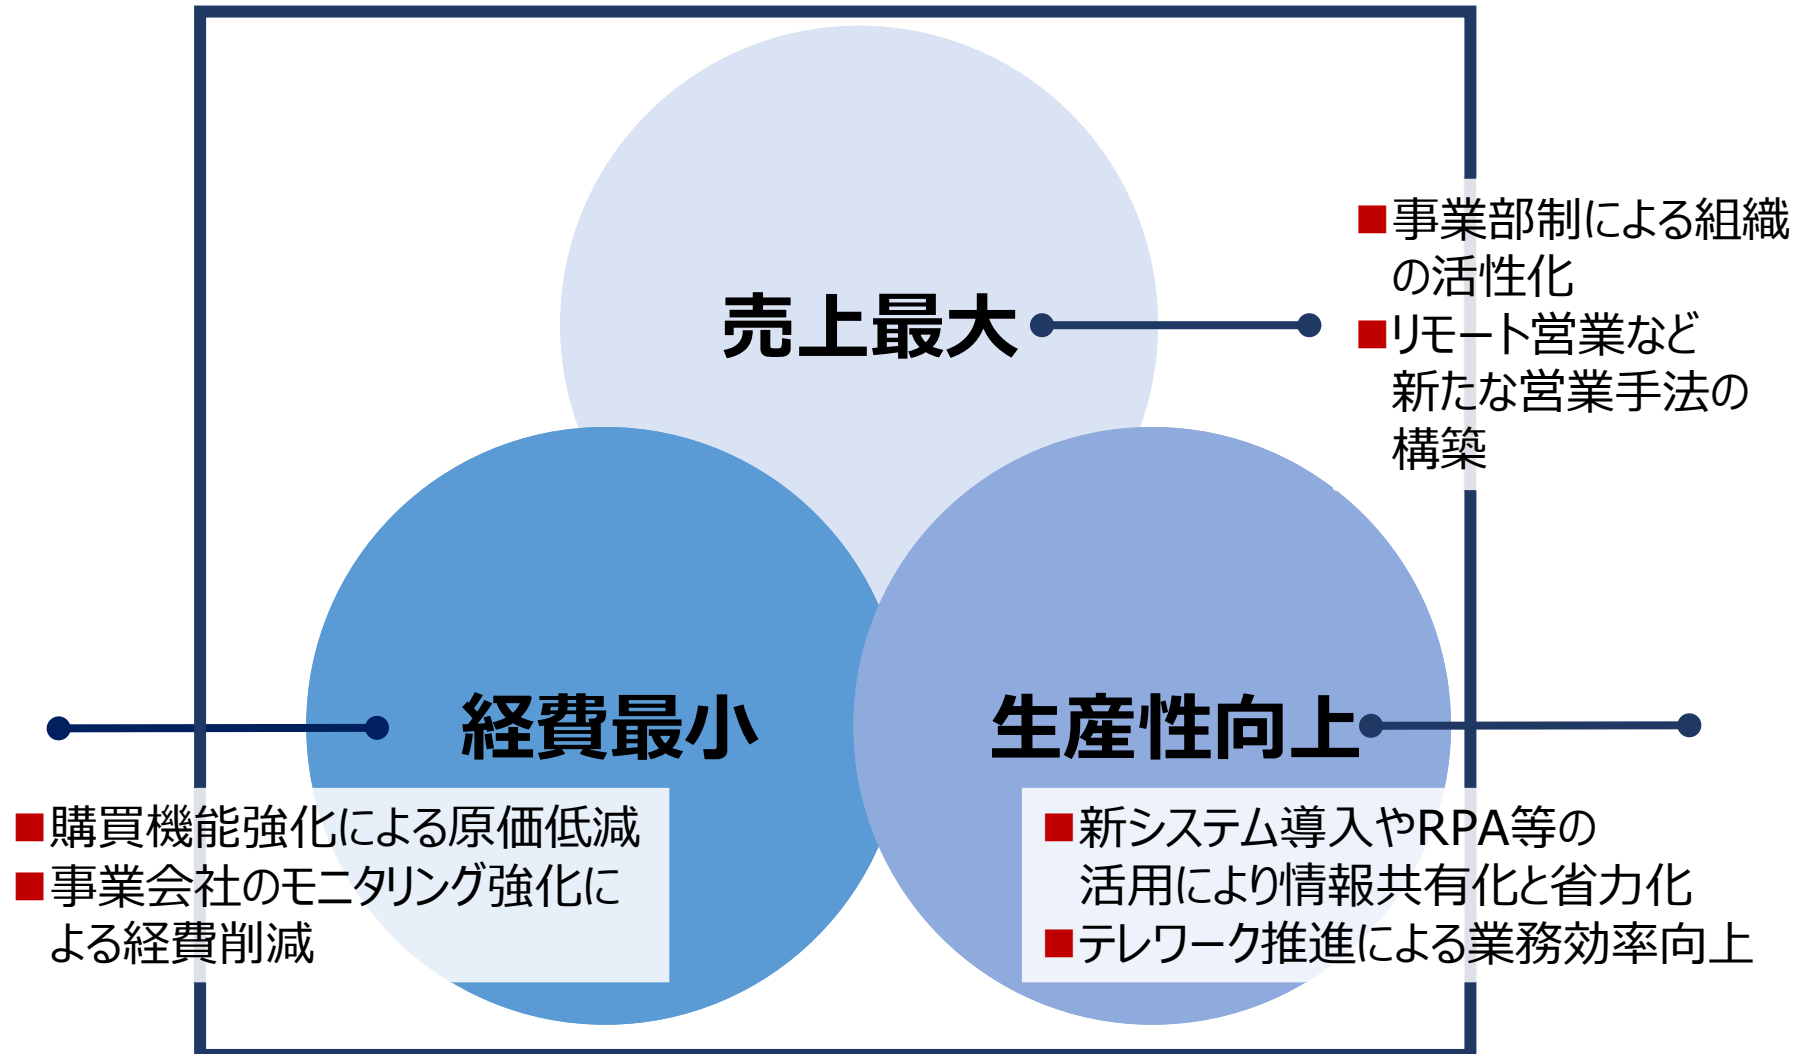 売上最大
■事業部制による組織
の活性化
■リモート営業など
新たな営業手法の
構築
経費最小
■購買機能強化による原価低減
■事業会社のモニタリング強化に
よる経費削減
生産性向上
■新システム導入やRPA等の
活用により情報共有化と省力化
■テレワーク推進による業務効率向上